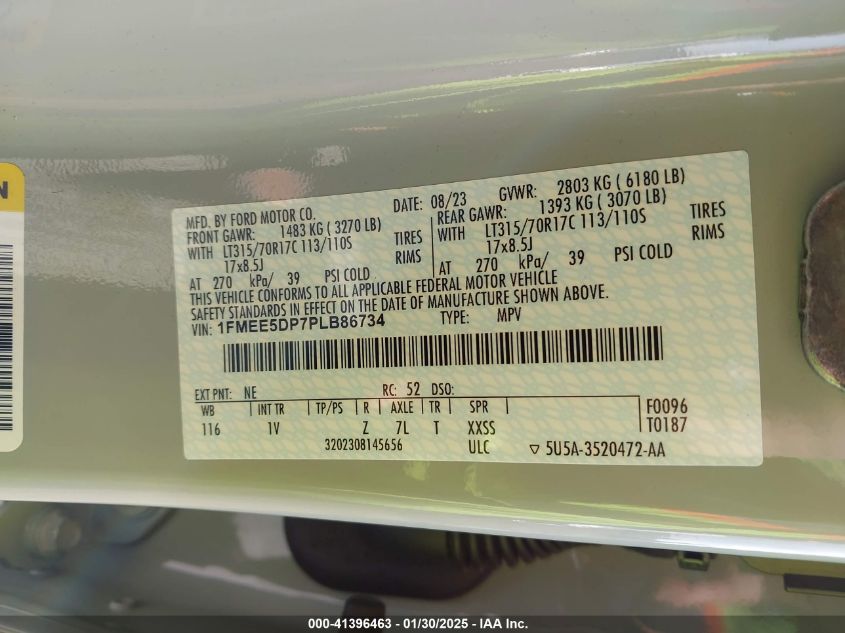 N
MFD. BY FORD MOTOR CO.
DATE: 08/23 GVWR: 2803 KG ( 6180 LB)
FRONT GAWR: 1483 KG ( 3270 LB)
WITH LT315/70R17C 113/110S TIRES
17x8.5J RIMS
AT 270 kPa/ 39 PSI COLD
REAR GAWR: 1393 KG ( 3070 LB)
WITH LT315/70R17C 113/110S TIRES
17x8.5J RIMS
AT 270 kPa/ 39 PSI COLD
THIS VEHICLE CONFORMS TO ALL APPLICABLE FEDERAL MOTOR VEHICLE
SAFETY STANDARDS IN EFFECT ON THE DATE OF MANUFACTURE SHOWN ABOVE.
VIN: 1FMEE5DP7PLB86734 TYPE: MPV
EXT PNT: NE RC: 52 DSO:
WB INT TR TP/PS R AXLE TR SPR F0096
116 1V Z 7L T XXSS T0187
3202308145656 ULC ▽ 5U5A-3520472-AA
000-41396463 - 01/30/2025 - IAA Inc.